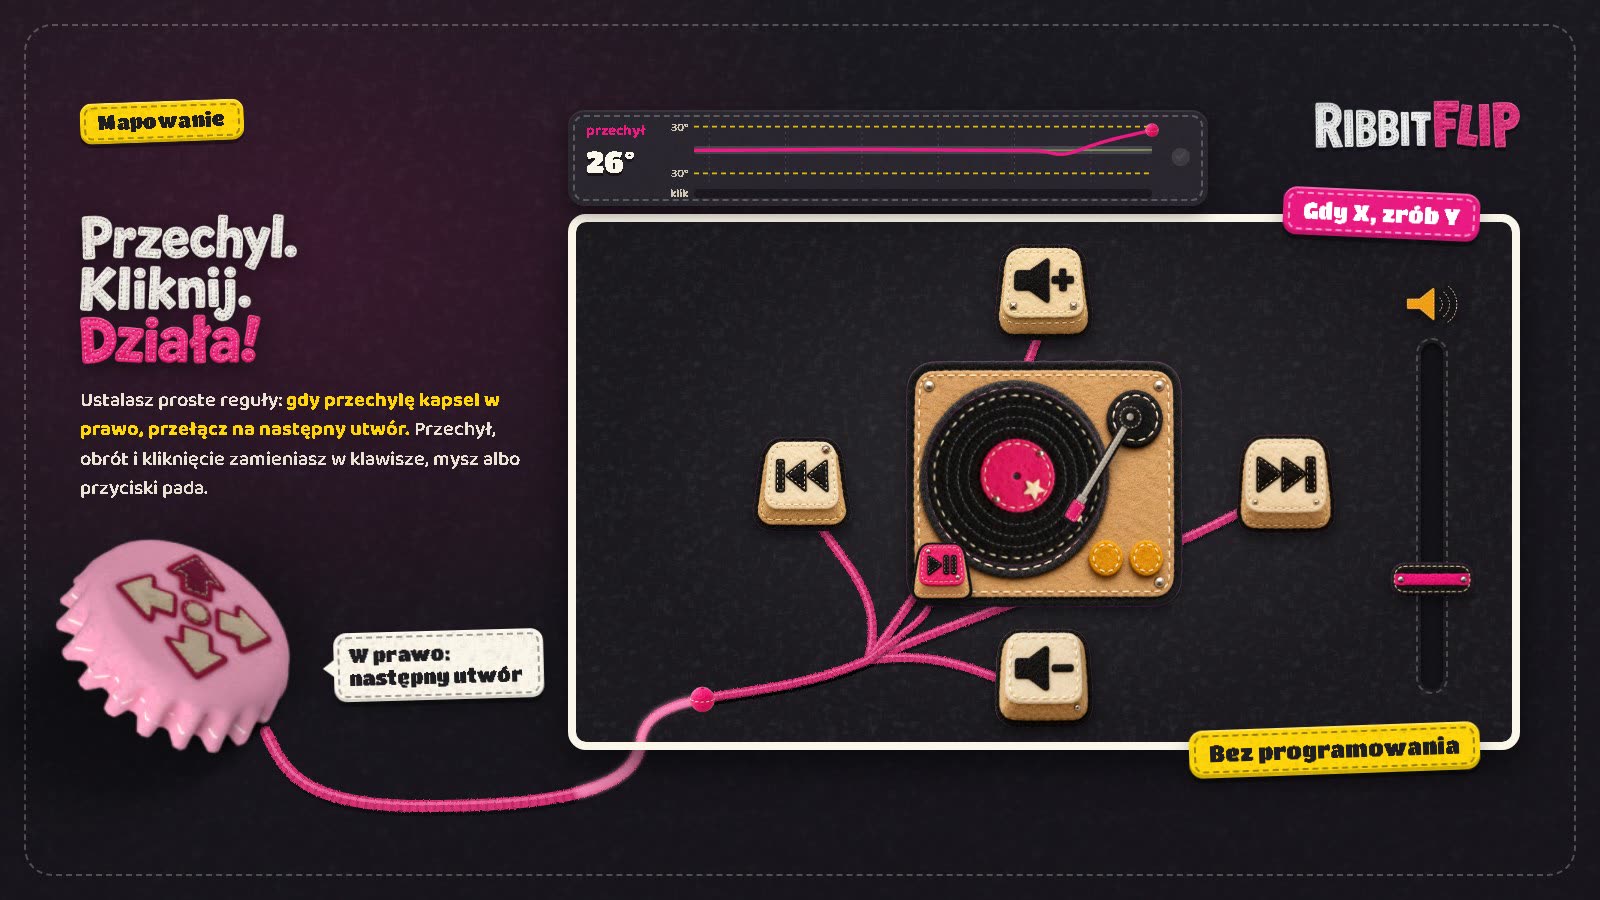 Mapowanie
przechył
26°
30°
30°
klik
RIBBITFLIP
Gdy X, zrób Y
Przechyl.
Kliknij.
Działa!
Ustalasz proste reguły: gdy przechylę kapsel w
prawo, przełącz na następny utwór. Przechył,
obrót i kliknięcie zamieniasz w klawisze, mysz albo
przyciski pada.
W prawo:
następny utwór
Bez programowania